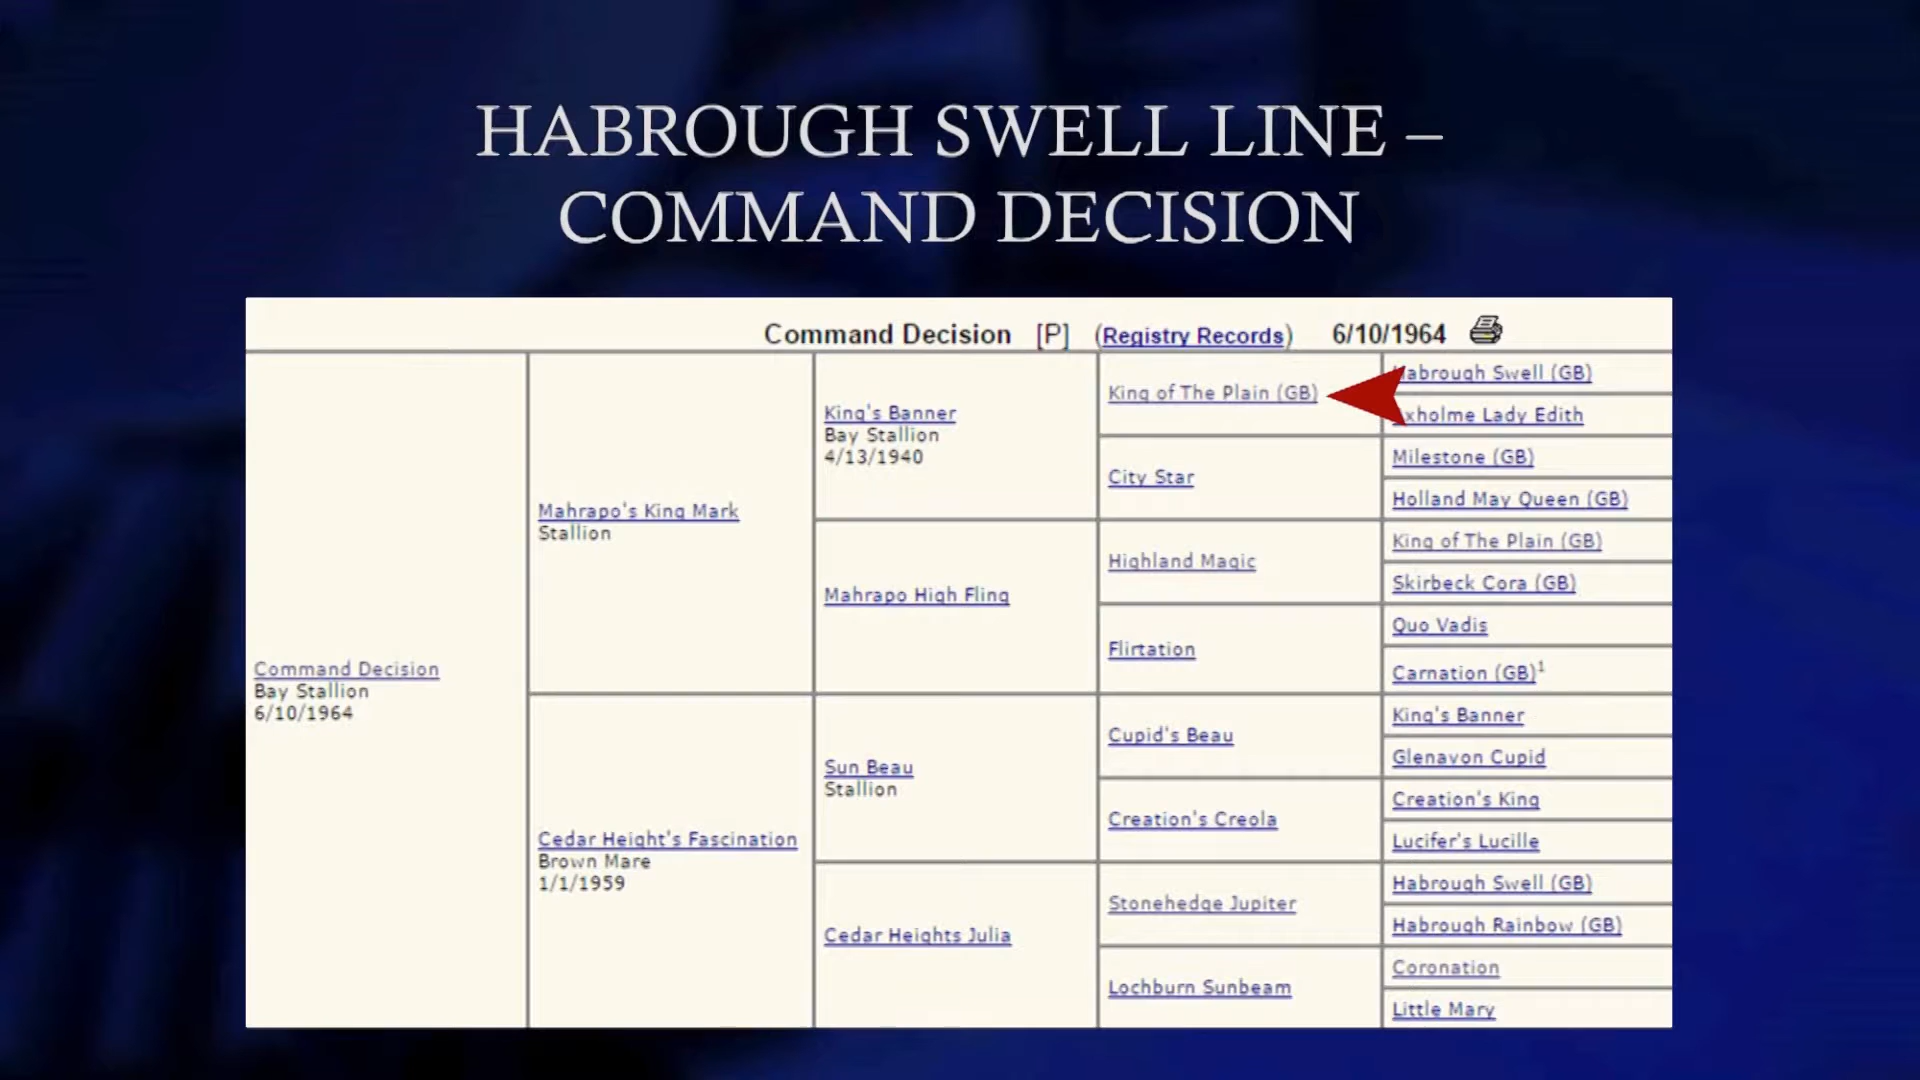 HABROUGH SWELL LINE –
COMMAND DECISION
Command Decision [P] (Registry Records) 6/10/1964
Command Decision
Bay Stallion
6/10/1964
Mahrapo's King Mark
Stallion
Cedar Height's Fascination
Brown Mare
1/1/1959
King's Banner
Bay Stallion
4/13/1940
Mahrapo High Fling
Sun Beau
Stallion
Cedar Heights Julia
King of The Plain (GB)
City Star
Highland Magic
Flirtation
Cupid's Beau
Creation's Creola
Stonehedge Jupiter
Lochburn Sunbeam
Habrough Swell (GB)
Axholme Lady Edith
Milestone (GB)
Holland May Queen (GB)
King of The Plain (GB)
Skirbeck Cora (GB)
Quo Vadis
Carnation (GB)1
King's Banner
Glenavon Cupid
Creation's King
Lucifer's Lucille
Habrough Swell (GB)
Habrough Rainbow (GB)
Coronation
Little Mary